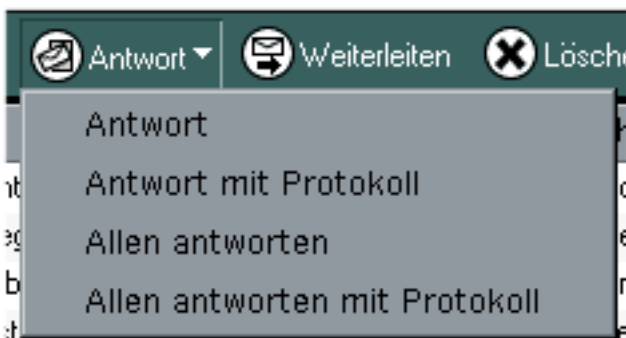 Antwort Weiterleiten
Antwort
Antwort mit Protokoll
Allen antworten
Allen antworten mit Protokoll